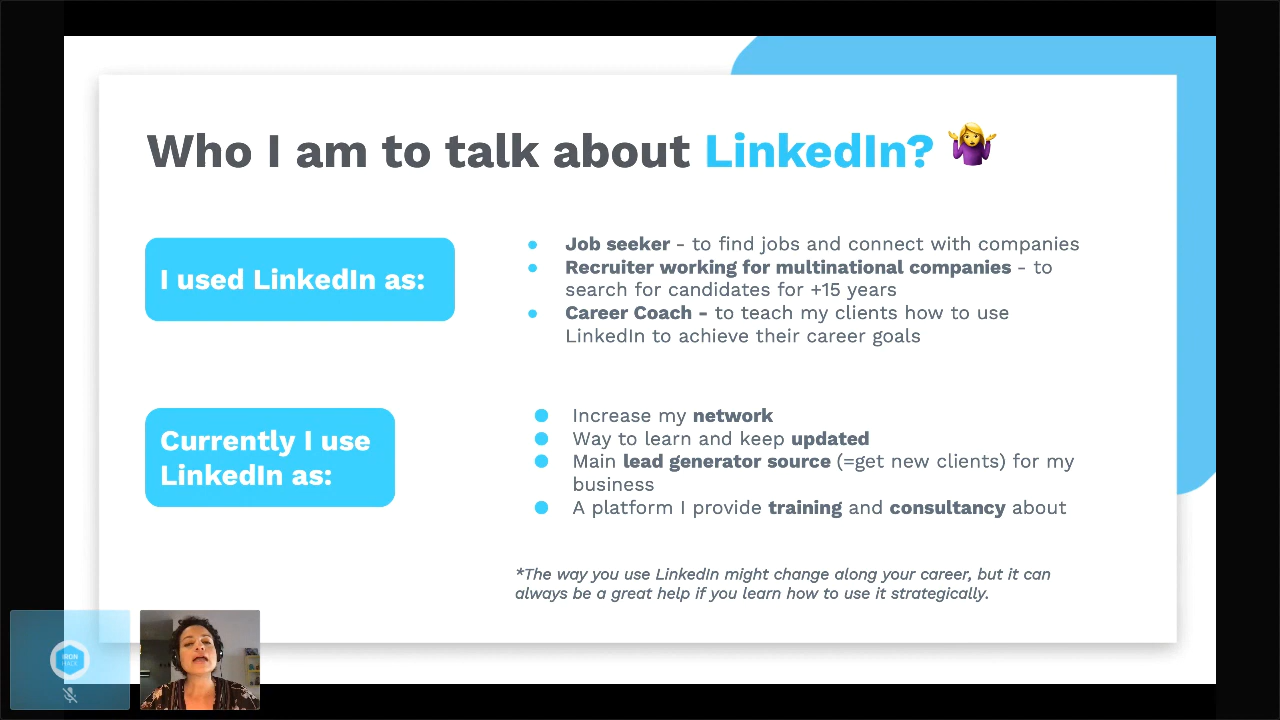 Who I am to talk about LinkedIn? 🤷‍♀️
I used LinkedIn as:
● Job seeker - to find jobs and connect with companies
● Recruiter working for multinational companies - to
search for candidates for +15 years
● Career Coach - to teach my clients how to use
LinkedIn to achieve their career goals
Currently I use
LinkedIn as:
● Increase my network
● Way to learn and keep updated
● Main lead generator source (=get new clients) for my
business
● A platform I provide training and consultancy about
*The way you use LinkedIn might change along your career, but it can
always be a great help if you learn how to use it strategically.
IRON
HACK